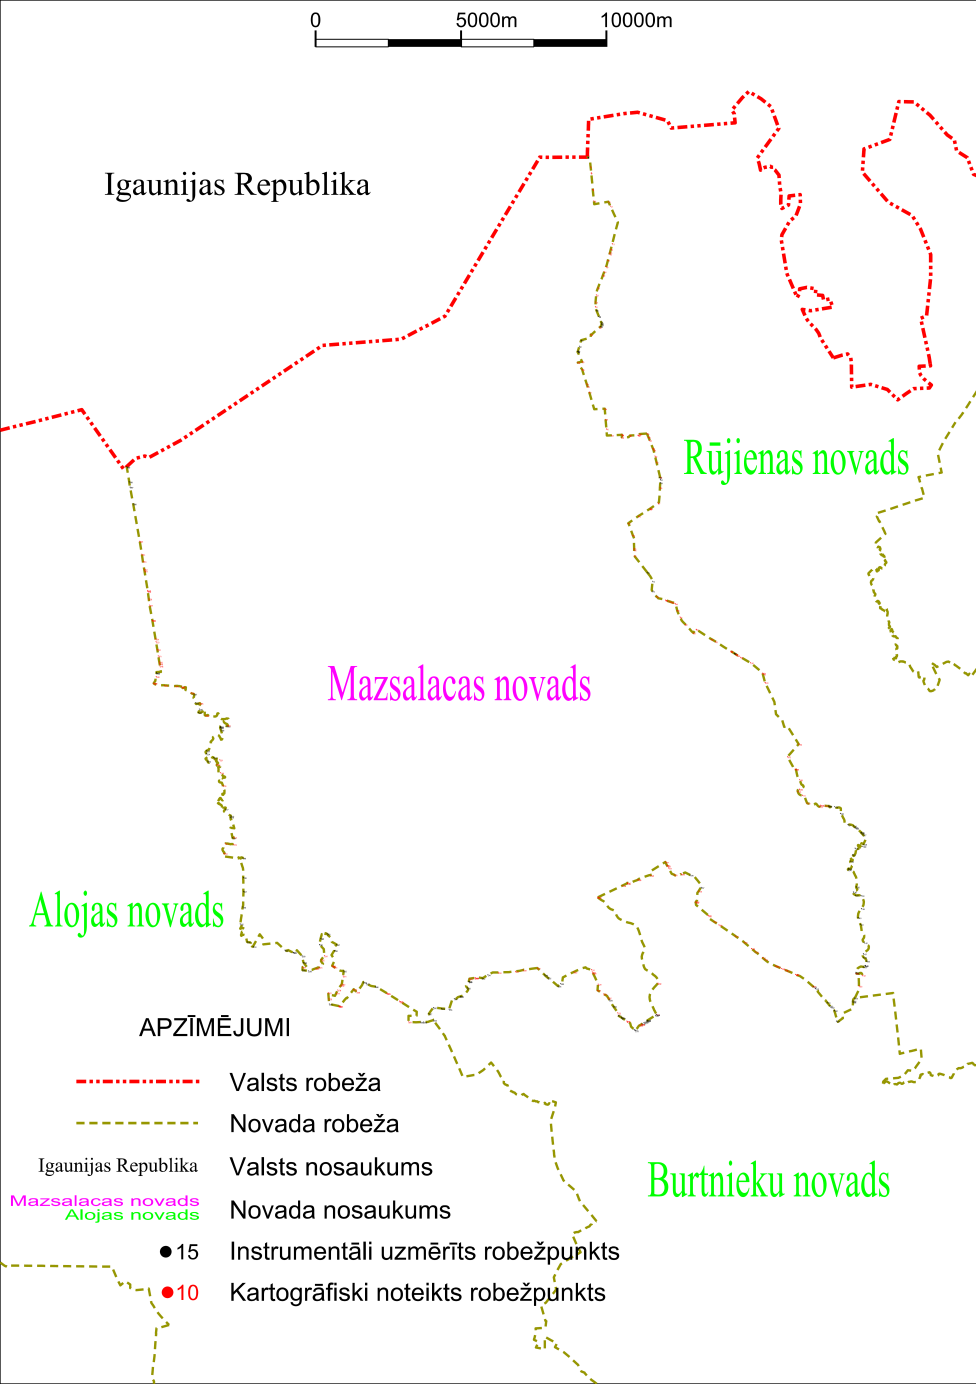 0 5000m 10000m
Igaunijas Republika
Rūjienas novads
Mazsalacas novads
Alojas novads
APZĪMĒJUMI
Valsts robeža
Novada robeža
Igaunijas Republika Valsts nosaukums
Mazsalacas novads
Alojas novads
Novada nosaukums
Burtnieku novads
15 Instrumentāli uzmērīts robežpunkts
10 Kartogrāfiski noteikts robežpunkts